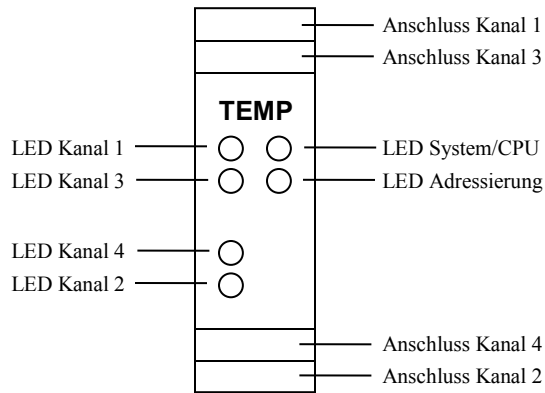 Anschluss Kanal 1
Anschluss Kanal 3
TEMP
LED Kanal 1
LED System/CPU
LED Kanal 3
LED Adressierung
LED Kanal 4
LED Kanal 2
Anschluss Kanal 4
Anschluss Kanal 2